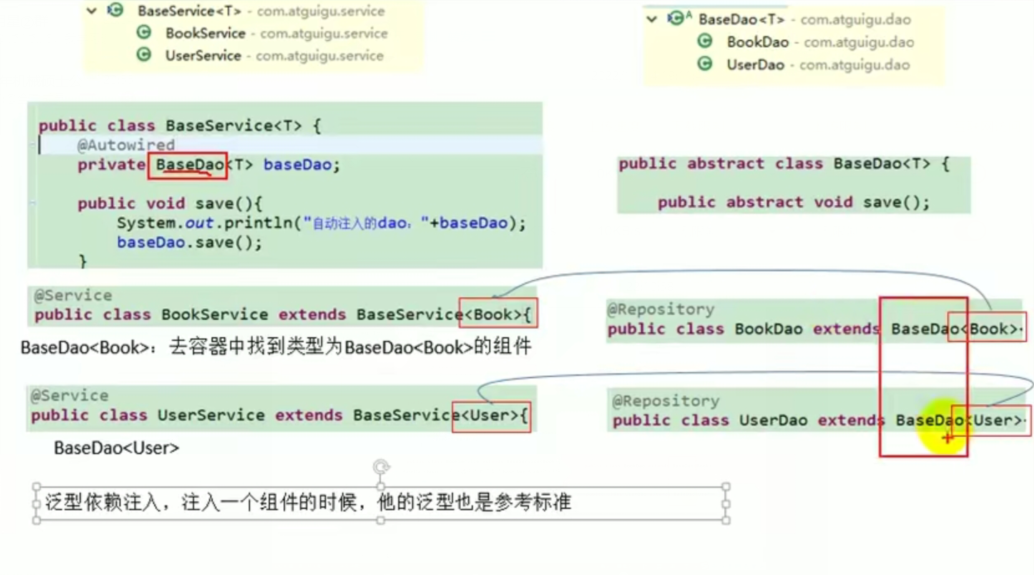 BaseService<T> - com.atguigu.service
BookService - com.atguigu.service
UserService - com.atguigu.service
BaseDao<T> - com.atguigu.dao
BookDao - com.atguigu.dao
UserDao - com.atguigu.dao
public class BaseService<T> {
@Autowired
private BaseDao<T> baseDao;
public void save(){
System.out.println("自动注入的dao："+baseDao);
baseDao.save();
}
public abstract class BaseDao<T> {
public abstract void save();
@Service
public class BookService extends BaseService<Book>{
BaseDao<Book>：去容器中找到类型为BaseDao<Book>的组件
@Repository
public class BookDao extends BaseDao<Book>
@Service
public class UserService extends BaseService<User>{
BaseDao<User>
@Repository
public class UserDao extends BaseDao<User>
泛型依赖注入，注入一个组件的时候，他的泛型也是参考标准